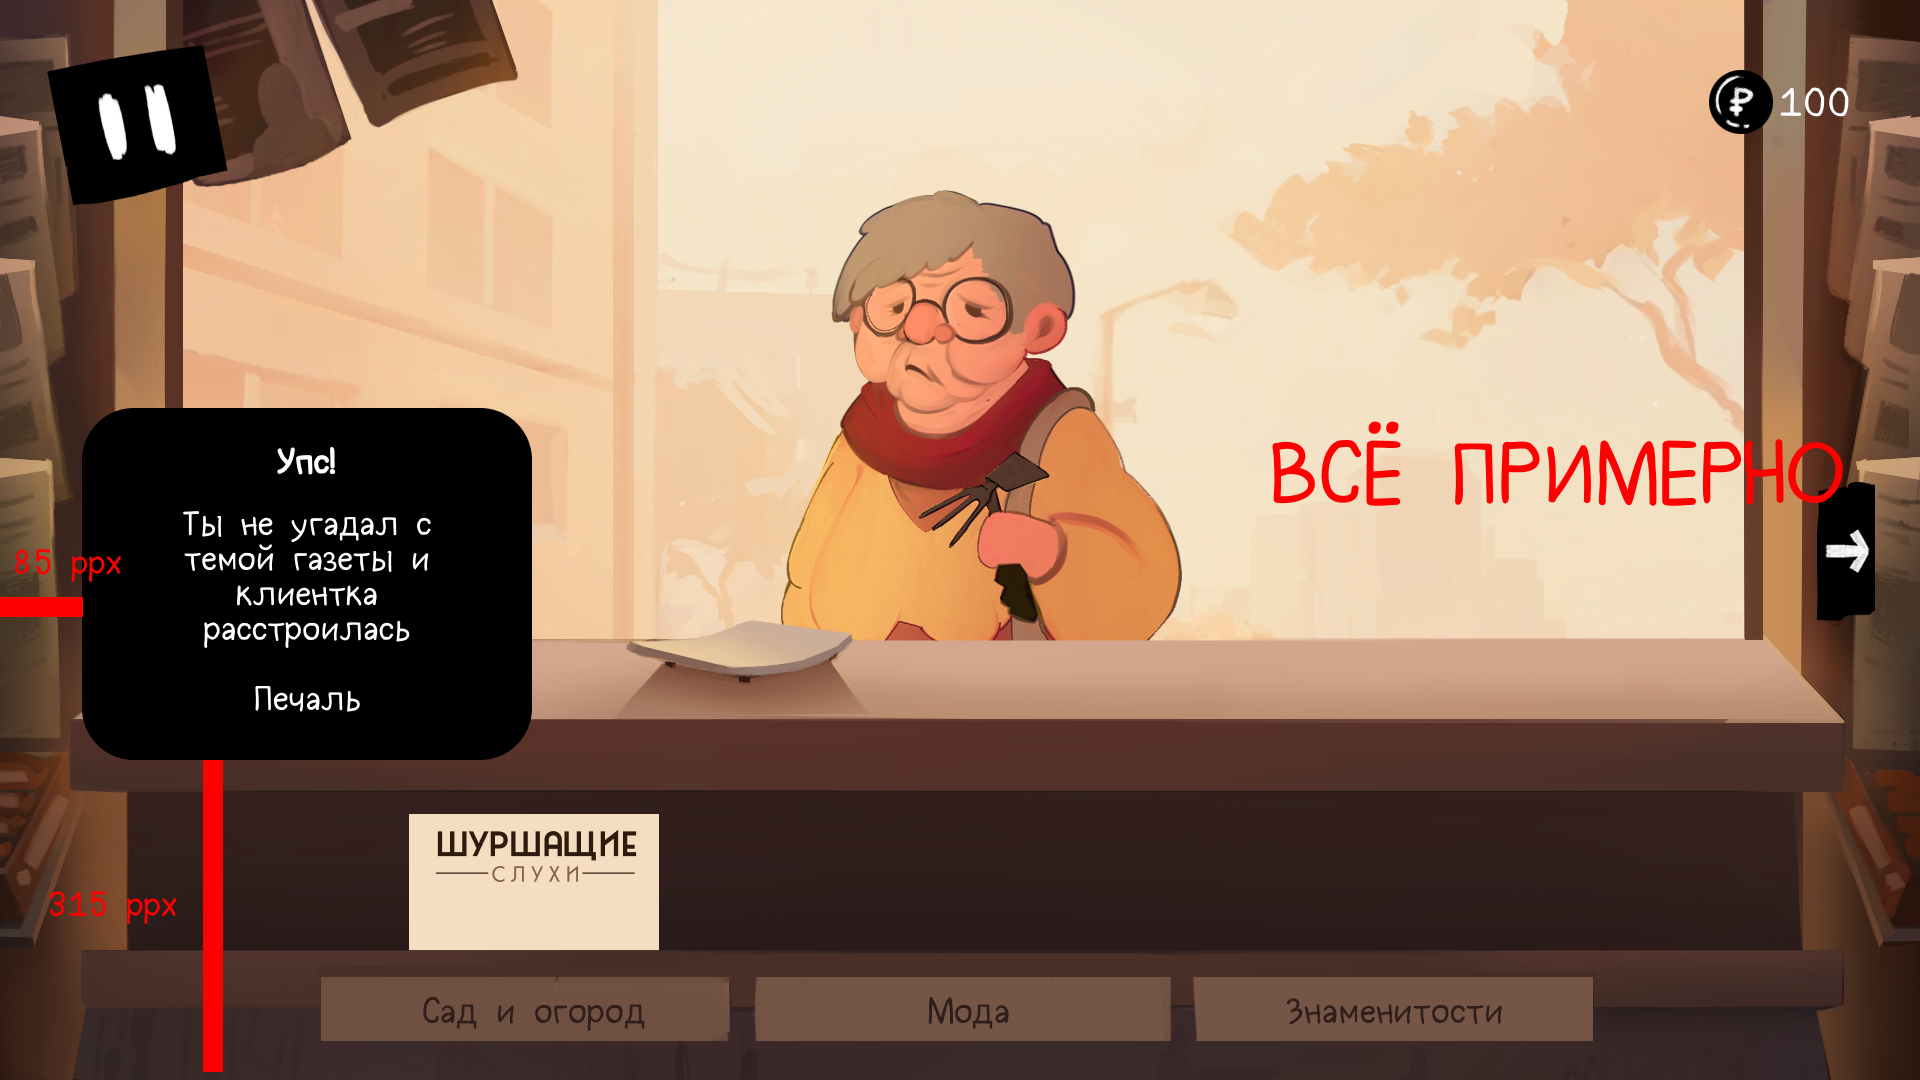 100
ВСЁ ПРИМЕРНО
Упс!
Ты не угадал с
темой газеты и
клиентка
расстроилась
Печаль
85 ppx
ШУРШАЩИЕ
СЛУХИ
315 ppx
Сад и огород
Мода
Знаменитости